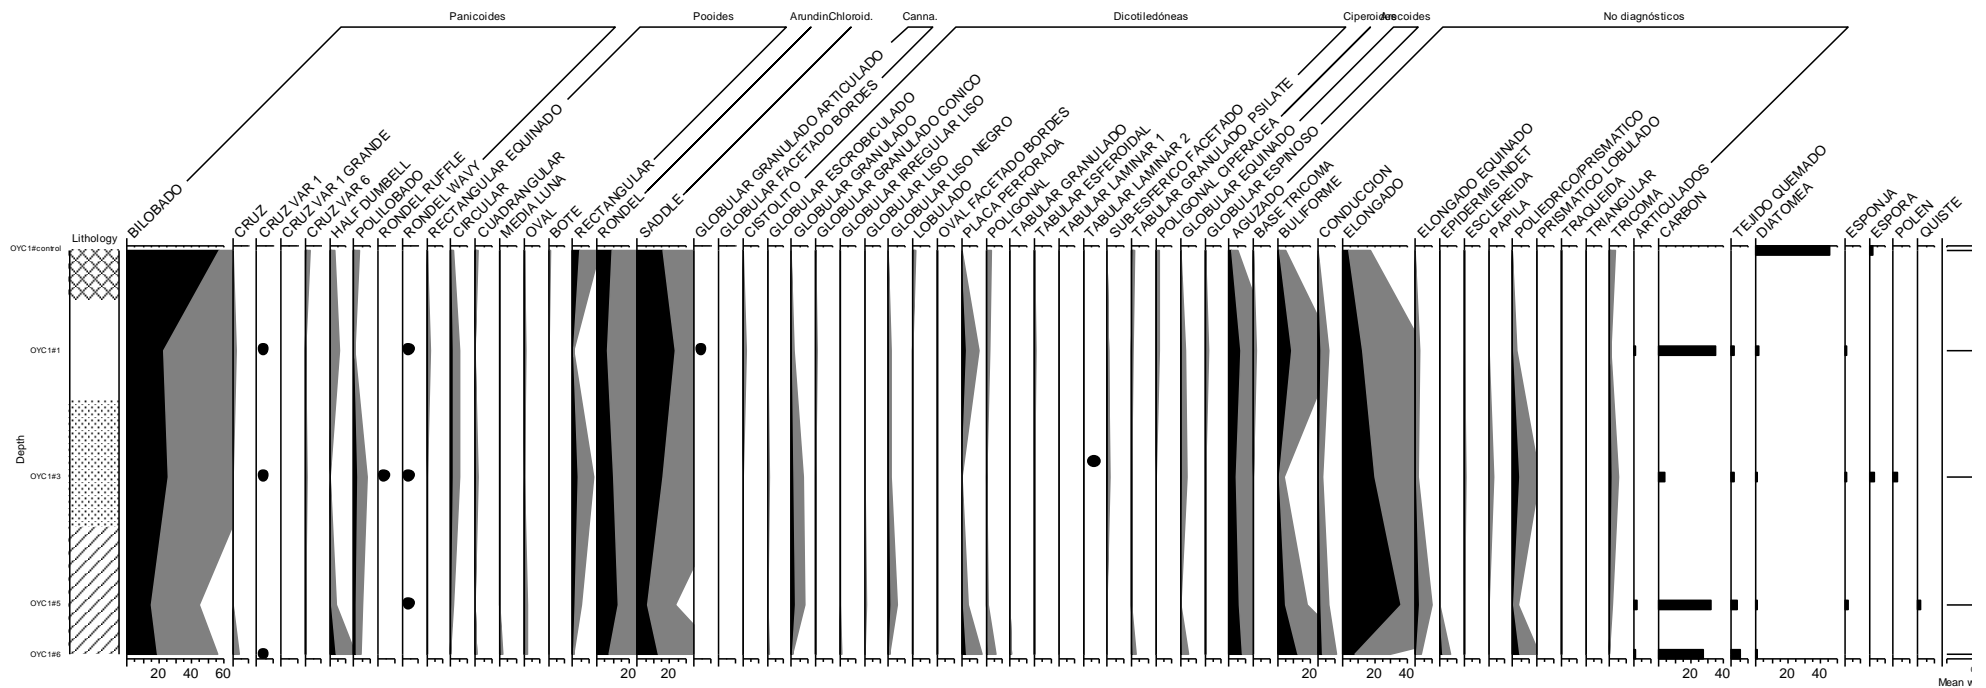 Panicoides
Pooides
Arundin.
Chloroid.
Canna.
Dicotiledóneas
Ciperoides
Arecoides
No diagnósticos
BILOBADO
CRUZ
CRUZ VAR 1
CRUZ VAR 1 GRANDE
CRUZ VAR 6
HALF DUMBELL
POLILOBADO
RONDEL RUFFLE
RONDEL WAVY
RECTANGULAR EQUINADO
CIRCULAR
CUADRANGULAR
MEDIA LUNA
OVAL
BOTE
RECTANGULAR
RONDEL
SADDLE
GLOBULAR GRANULADO ARTICULADO
GLOBULAR FACETADO BORDES
CISTOLITO
GLOBULAR ESCROBICULADO
GLOBULAR GRANULADO
GLOBULAR GRANULADO CONICO
GLOBULAR IRREGULAR LISO
GLOBULAR LISO
GLOBULAR LISO NEGRO
LOBULADO
OVAL FACETADO BORDES
PLACA PERFORADA
POLIGONAL
TABULAR GRANULADO
TABULAR ESFEROIDAL
TABULAR LAMINAR 1
TABULAR LAMINAR 2
SUB-ESFERICO FACETADO
TABULAR GRANULADO PSILATE
POLIGONAL CIPERACEA
GLOBULAR EQUINADO
GLOBULAR ESPINOSO
AGUZADO
BASE TRICOMA
BULIFORME
CONDUCCION
ELONGADO
ELONGADO EQUINADO
EPIDERMIS INDET
ESCLEREIDA
PAPILA
POLIEDRICO/PRISMATICO
PRISMATICO LOBULADO
TRAQUEIDA
TRIANGULAR
TRICOMA
ARTICULADOS
CARBON
TEJIDO QUEMADO
DIATOMEA
ESPONJA
ESPORA
POLEN
QUISTE
Lithology
Depth
OYC1#control
OYC1#1
OYC1#3
OYC1#5
OYC1#6
20 40 60 20 20 20 20 40 20 40 20 40
Mean w